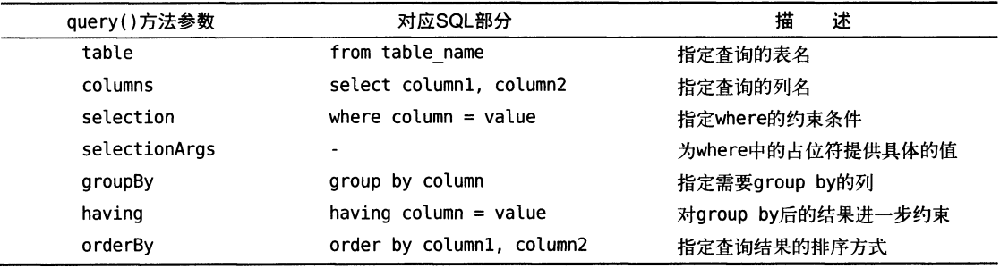 query()方法参数 对应SQL部分 描 述
table from table_name 指定查询的表名
columns select column1, column2 指定查询的列名
selection where column = value 指定where的约束条件
selectionArgs - 为where中的占位符提供具体的值
groupBy group by column 指定需要group by的列
having having column = value 对group by后的结果进一步约束
orderBy order by column1, column2 指定查询结果的排序方式